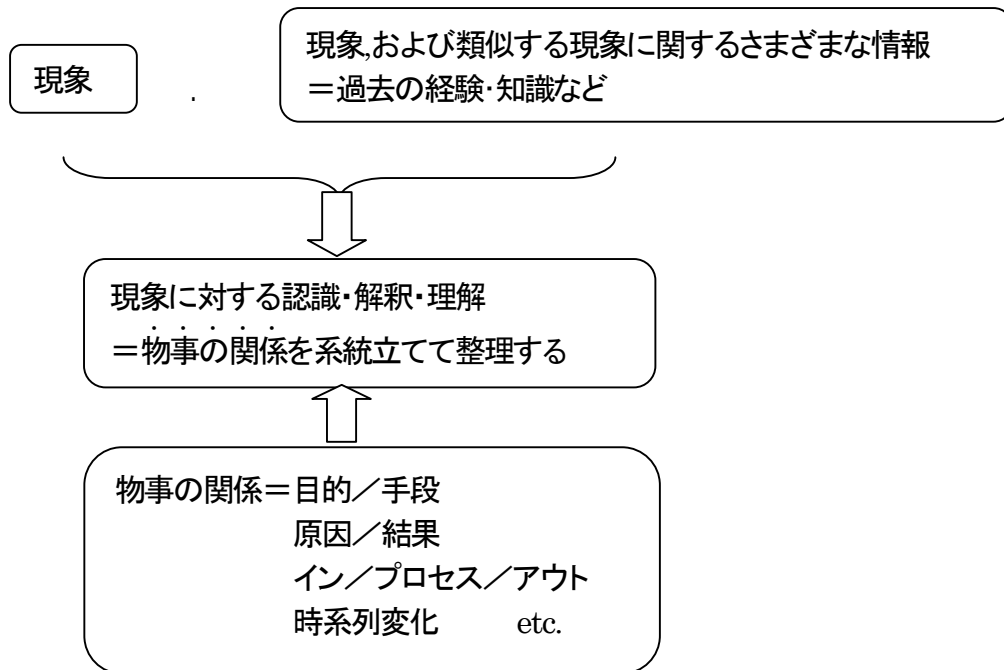 現象
現象,および類似する現象に関するさまざまな情報
＝過去の経験・知識など
現象に対する認識・解釈・理解
＝物事の関係を系統立てて整理する
物事の関係＝目的／手段
原因／結果
イン／プロセス／アウト
時系列変化 etc.